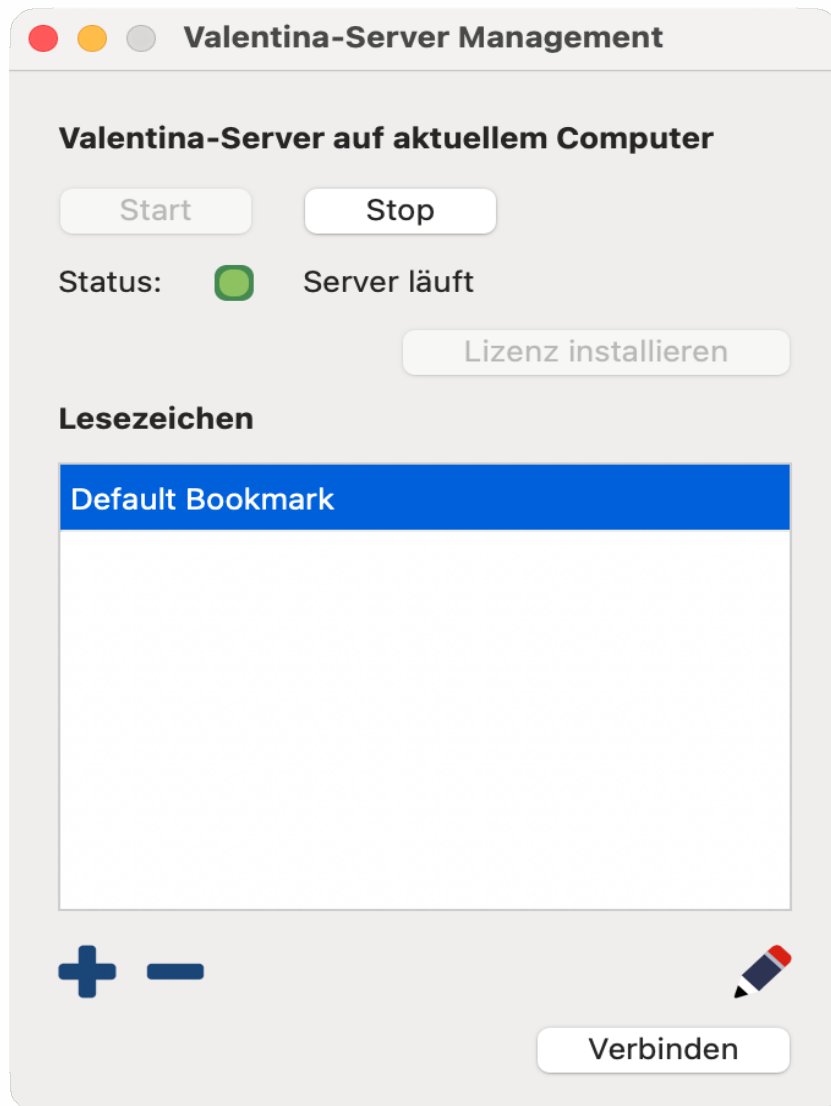 Valentina-Server Management
Valentina-Server auf aktuellem Computer
Start Stop
Status: Server läuft
Lizenz installieren
Lesezeichen
Default Bookmark
Verbinden